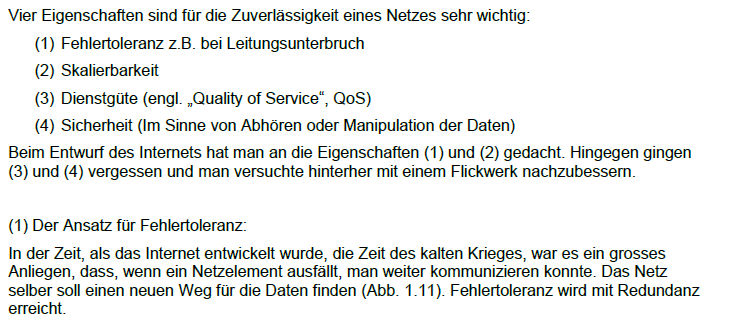 Vier Eigenschaften sind für die Zuverlässigkeit eines Netzes sehr wichtig:
(1) Fehlertoleranz z.B. bei Leitungsunterbruch
(2) Skalierbarkeit
(3) Dienstgüte (engl. „Quality of Service“, QoS)
(4) Sicherheit (Im Sinne von Abhören oder Manipulation der Daten)
Beim Entwurf des Internets hat man an die Eigenschaften (1) und (2) gedacht. Hingegen gingen
(3) und (4) vergessen und man versuchte hinterher mit einem Flickwerk nachzubessern.
(1) Der Ansatz für Fehlertoleranz:
In der Zeit, als das Internet entwickelt wurde, die Zeit des kalten Krieges, war es ein grosses
Anliegen, dass, wenn ein Netzelement ausfällt, man weiter kommunizieren konnte. Das Netz
selber soll einen neuen Weg für die Daten finden (Abb. 1.11). Fehlertoleranz wird mit Redundanz
erreicht.